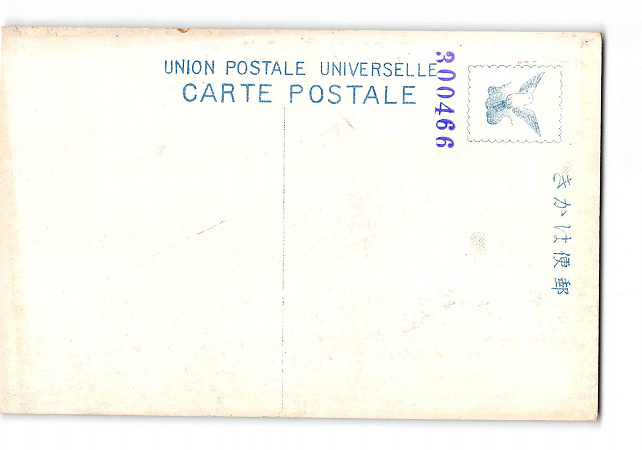 UNION POSTALE UNIVERSELLE
CARTE POSTALE
300466
郵便はかき